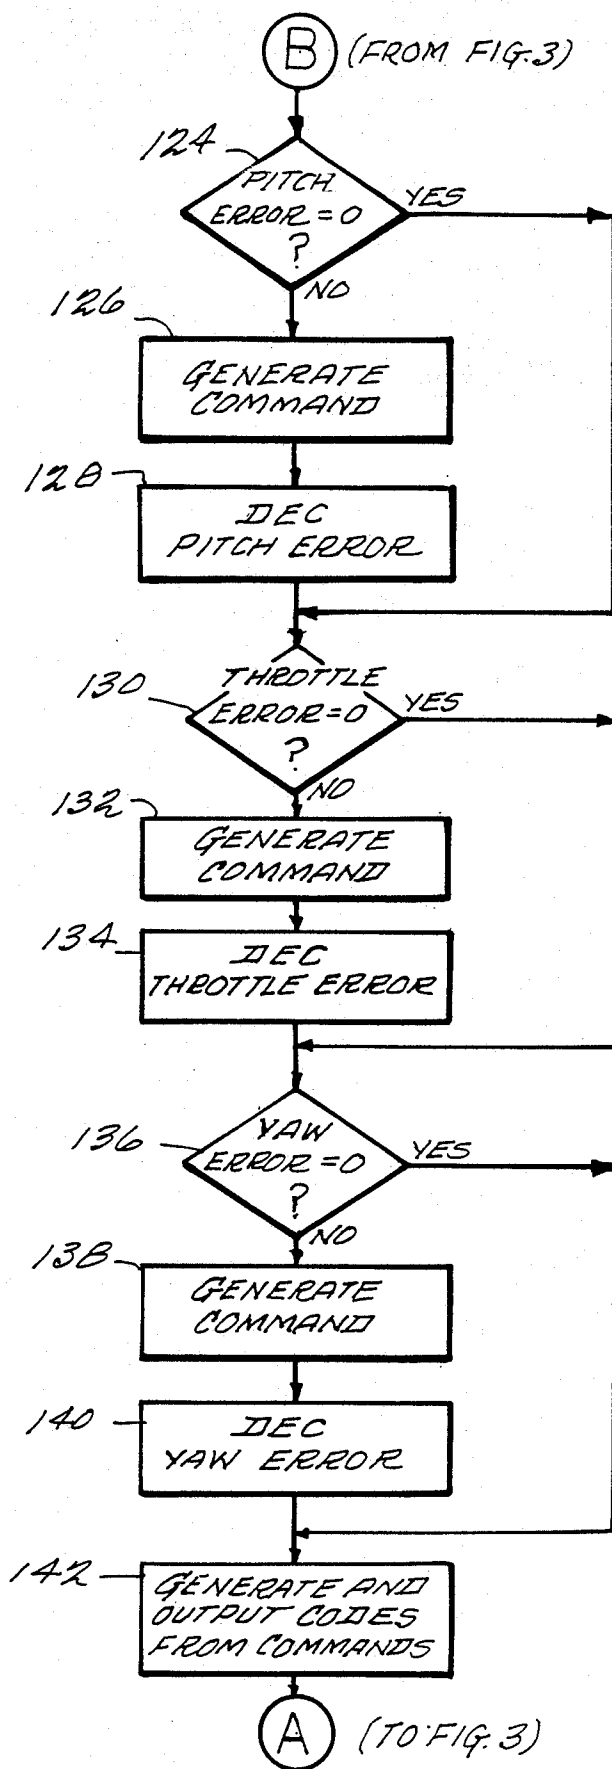 B (FROM FIG.3)
124
PITCH
ERROR = 0
?
YES
NO
126
GENERATE
COMMAND
128
DEC
PITCH ERROR
THROTTLE
130
ERROR = 0
?
YES
NO
132
GENERATE
COMMAND
134
DEC
THROTTLE ERROR
136
YAW
ERROR = 0
?
YES
NO
138
GENERATE
COMMAND
140
DEC
YAW ERROR
142
GENERATE AND
OUTPUT CODES
FROM COMMANDS
A (TO FIG. 3)